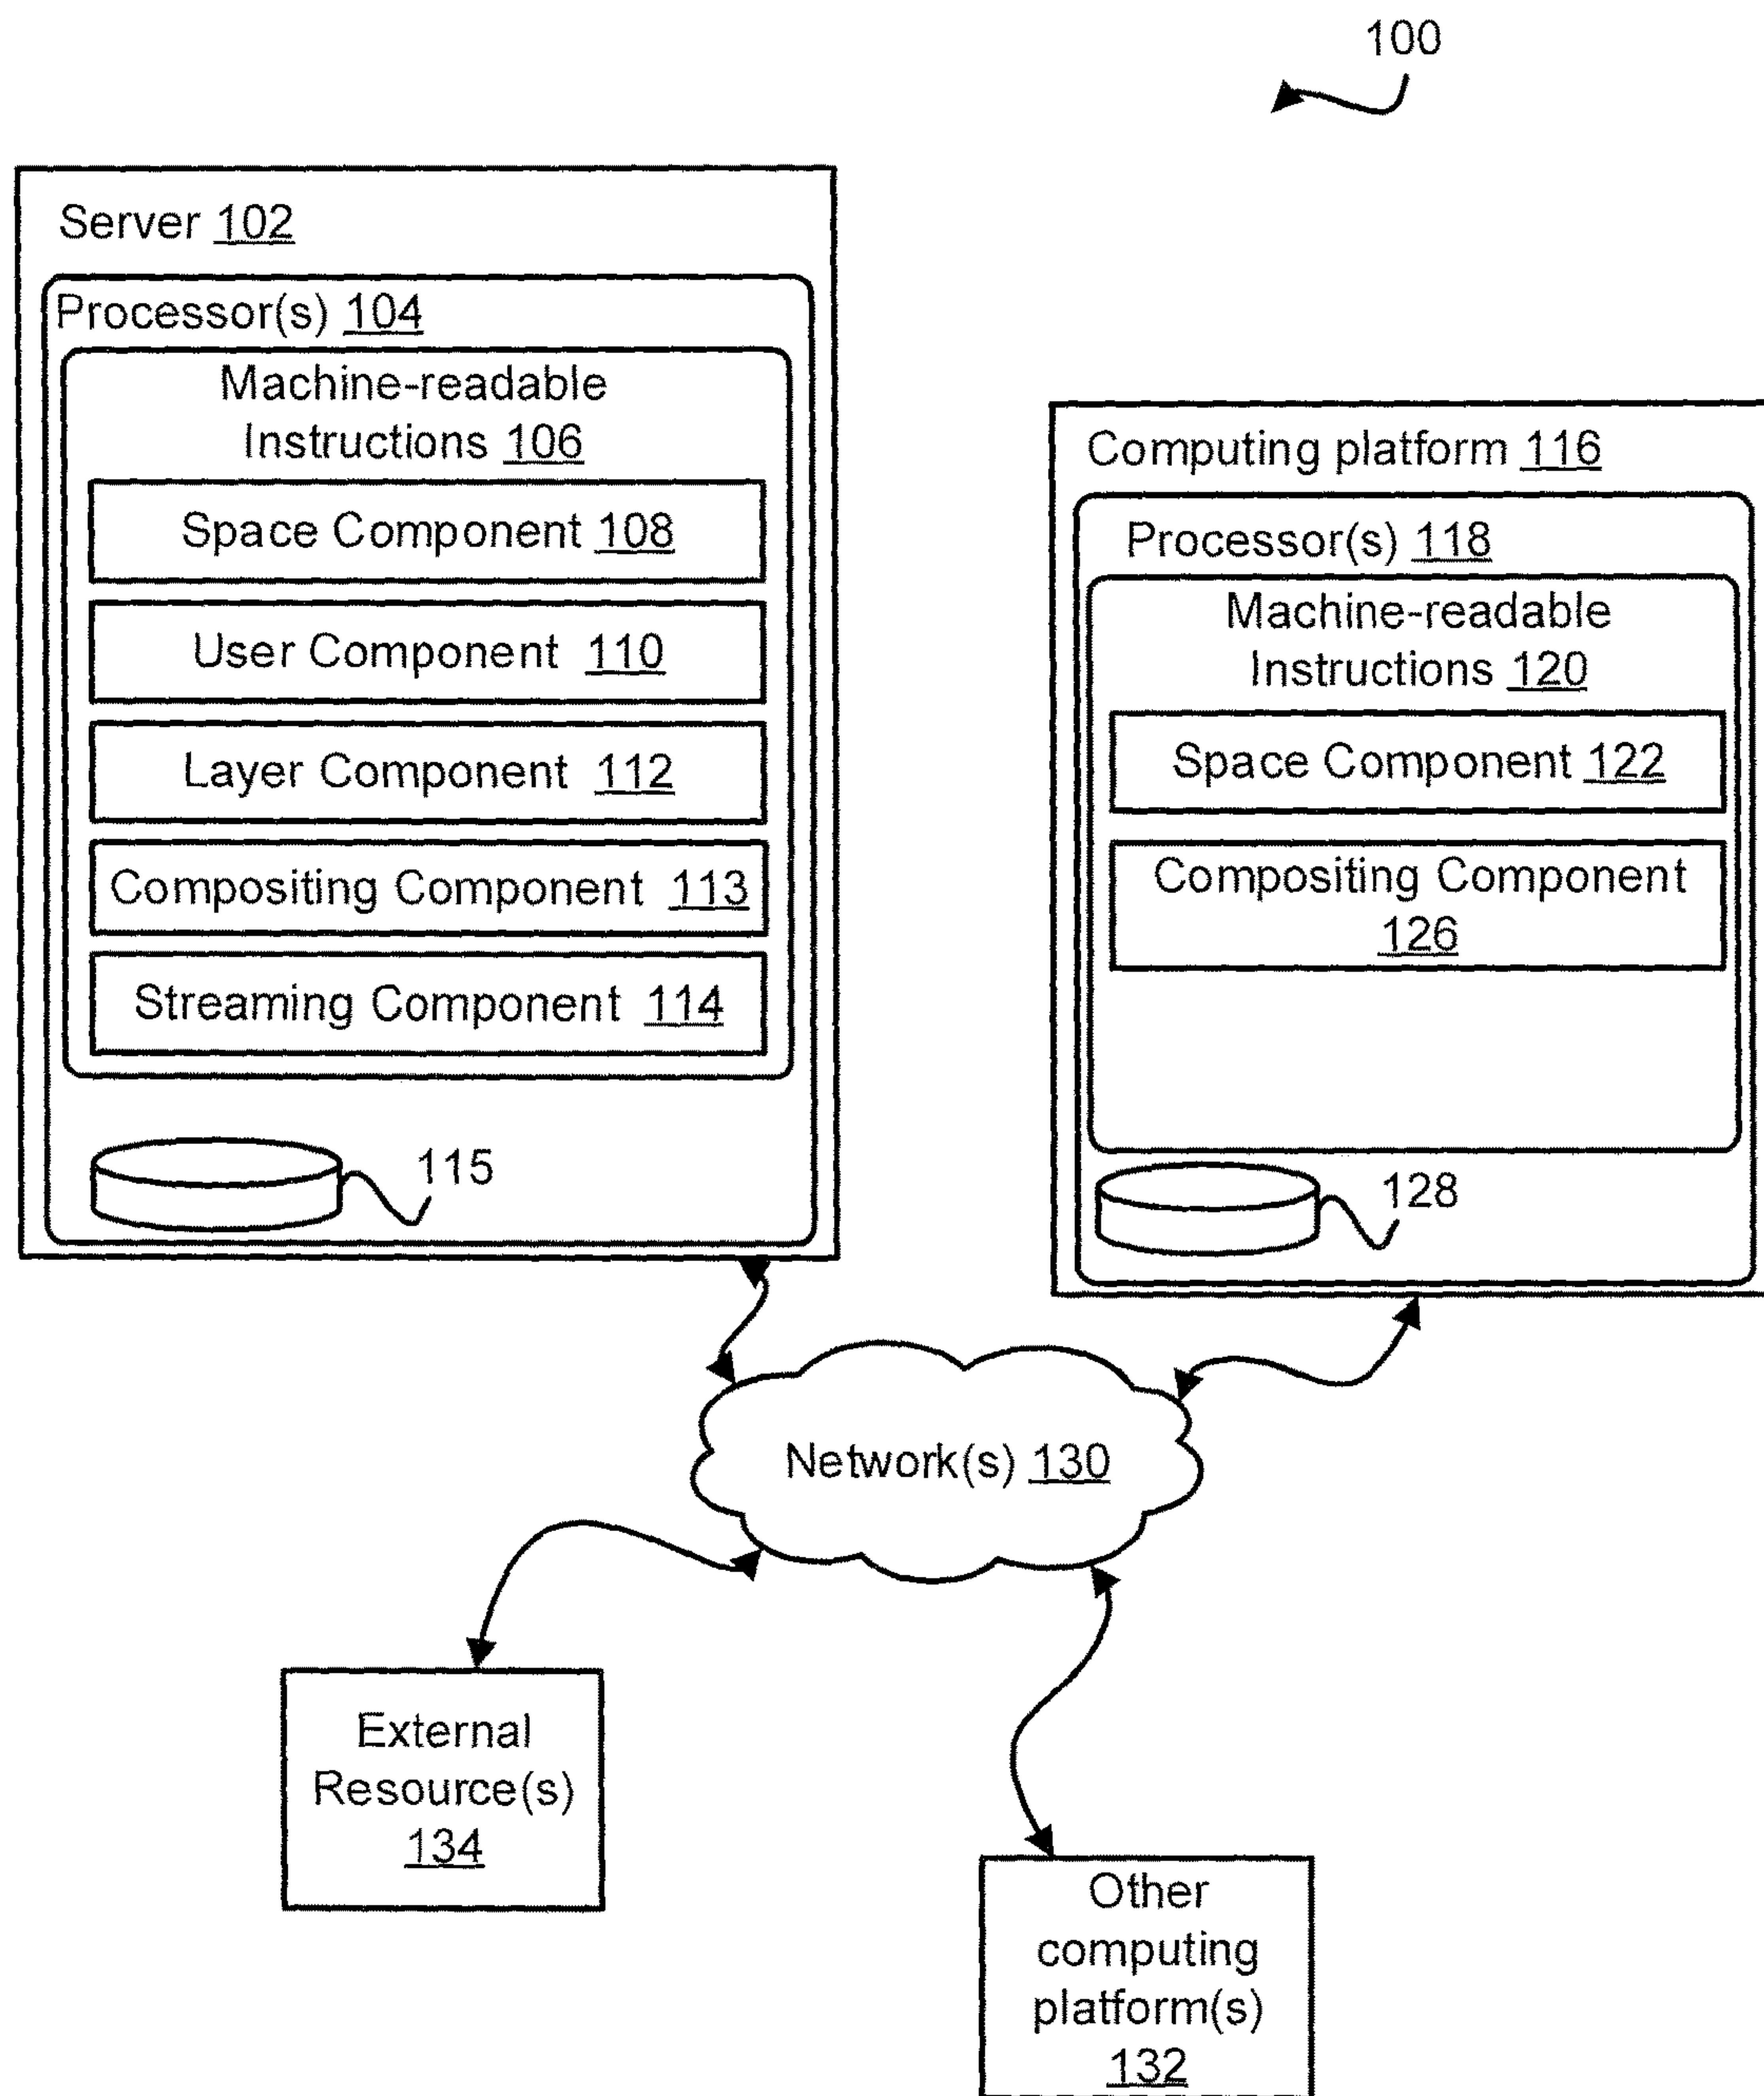 100
Server 102
Processor(s) 104
Machine-readable
Instructions 106
Space Component 108
User Component 110
Layer Component 112
Compositing Component 113
Streaming Component 114
115
Computing platform 116
Processor(s) 118
Machine-readable
Instructions 120
Space Component 122
Compositing Component
126
128
Network(s) 130
External
Resource(s)
134
Other
computing
platform(s)
132